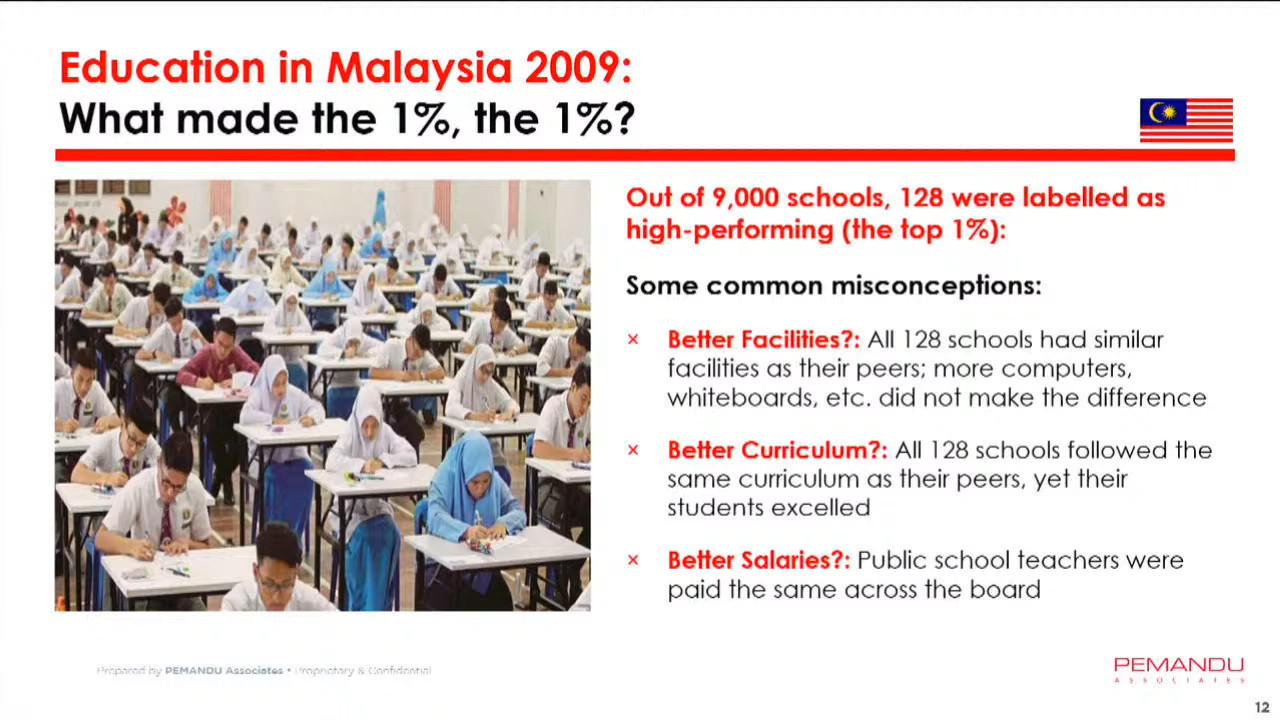 Education in Malaysia 2009:
What made the 1%, the 1%?
Out of 9,000 schools, 128 were labelled as
high-performing (the top 1%):
Some common misconceptions:
× Better Facilities?: All 128 schools had similar
facilities as their peers; more computers,
whiteboards, etc. did not make the difference
× Better Curriculum?: All 128 schools followed the
same curriculum as their peers, yet their
students excelled
× Better Salaries?: Public school teachers were
paid the same across the board
Prepared by PEMANDU Associates • Proprietary & Confidential
PEMANDU
ASSOCIATES
12